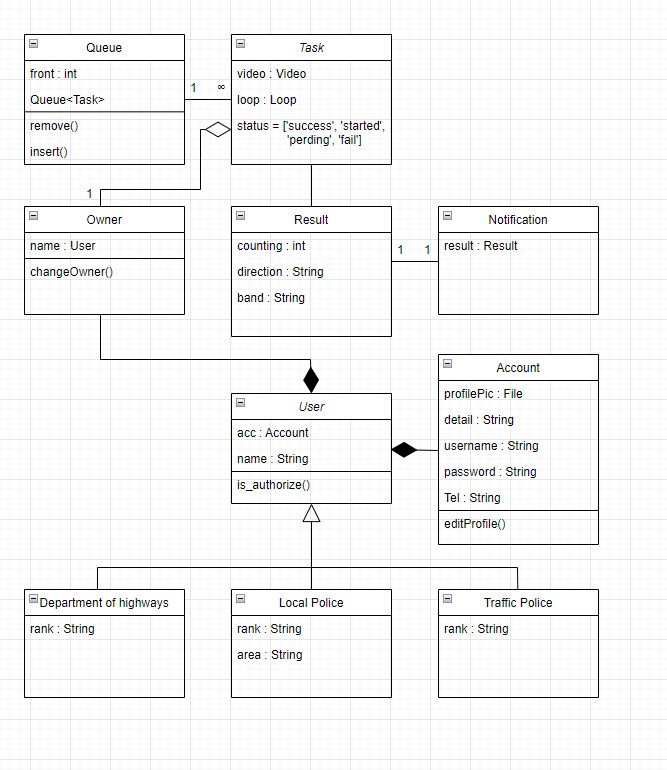 Queue
front : int
Queue<Task>
remove()
insert()
1
∞
Task
video : Video
loop : Loop
status = ['success', 'started',
'perding', 'fail']
1
Owner
name : User
changeOwner()
Result
counting : int
direction : String
band : String
1
1
Notification
result : Result
User
acc : Account
name : String
is_authorize()
Account
profilePic : File
detail : String
username : String
password : String
Tel : String
editProfile()
Department of highways
rank : String
Local Police
rank : String
area : String
Traffic Police
rank : String